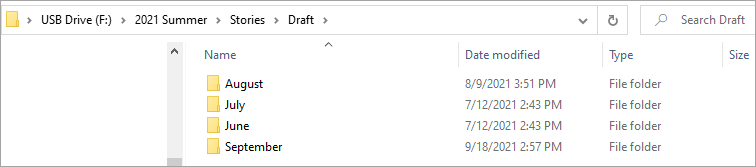 USB Drive (F:) > 2021 Summer > Stories > Draft > Search Draft
Name Date modified Type Size
August 8/9/2021 3:51 PM File folder
July 7/12/2021 2:43 PM File folder
June 7/12/2021 2:43 PM File folder
September 9/18/2021 2:57 PM File folder